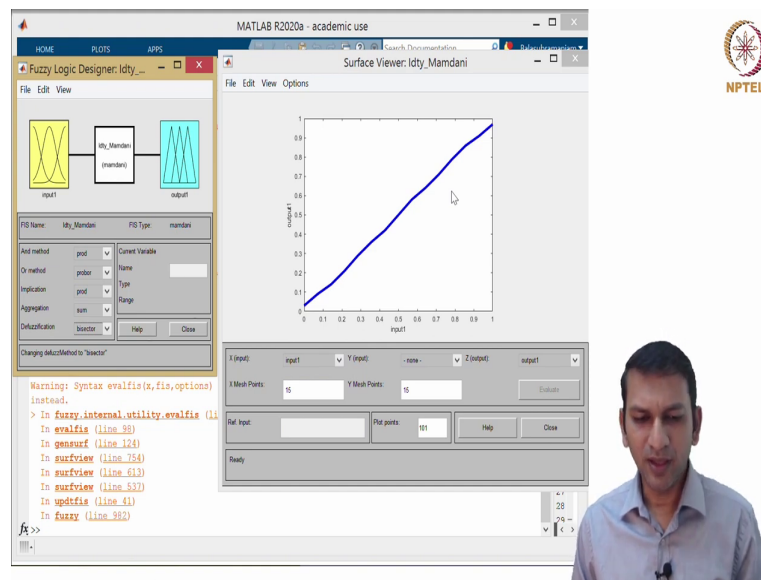 MATLAB R2020a - academic use
HOME PLOTS APPS
Search Documentation
Balasubramaniam
NPTEL
Fuzzy Logic Designer: Idty_...
File Edit View
input1
Idty_Mamdani
(mamdani)
output1
FIS Name: Idty_Mamdani FIS Type: mamdani
And method prod
Or method probor
Implication prod
Aggregation sum
Defuzzification bisector
Current Variable
Name
Type
Range
Help Close
Changing defuzzMethod to "bisector"
Surface Viewer: Idty_Mamdani
File Edit View Options
1
0.9
0.8
0.7
0.6
0.5
0.4
0.3
0.2
0.1
0
output1
0 0.1 0.2 0.3 0.4 0.5 0.6 0.7 0.8 0.9 1
input1
X (input): input1 Y (input): - none - Z (output): output1
X Mesh Points: 15 Y Mesh Points: 15 Evaluate
Ref. Input: Plot points: 101 Help Close
Ready
Warning: Syntax evalfis(x,fis,options)
instead.
> In fuzzy.internal.utility.evalfis (li
In evalfis (line 98)
In gensurf (line 124)
In surfview (line 754)
In surfview (line 613)
In surfview (line 537)
In updtfis (line 41)
In fuzzy (line 982)
fx >>
27
28
29